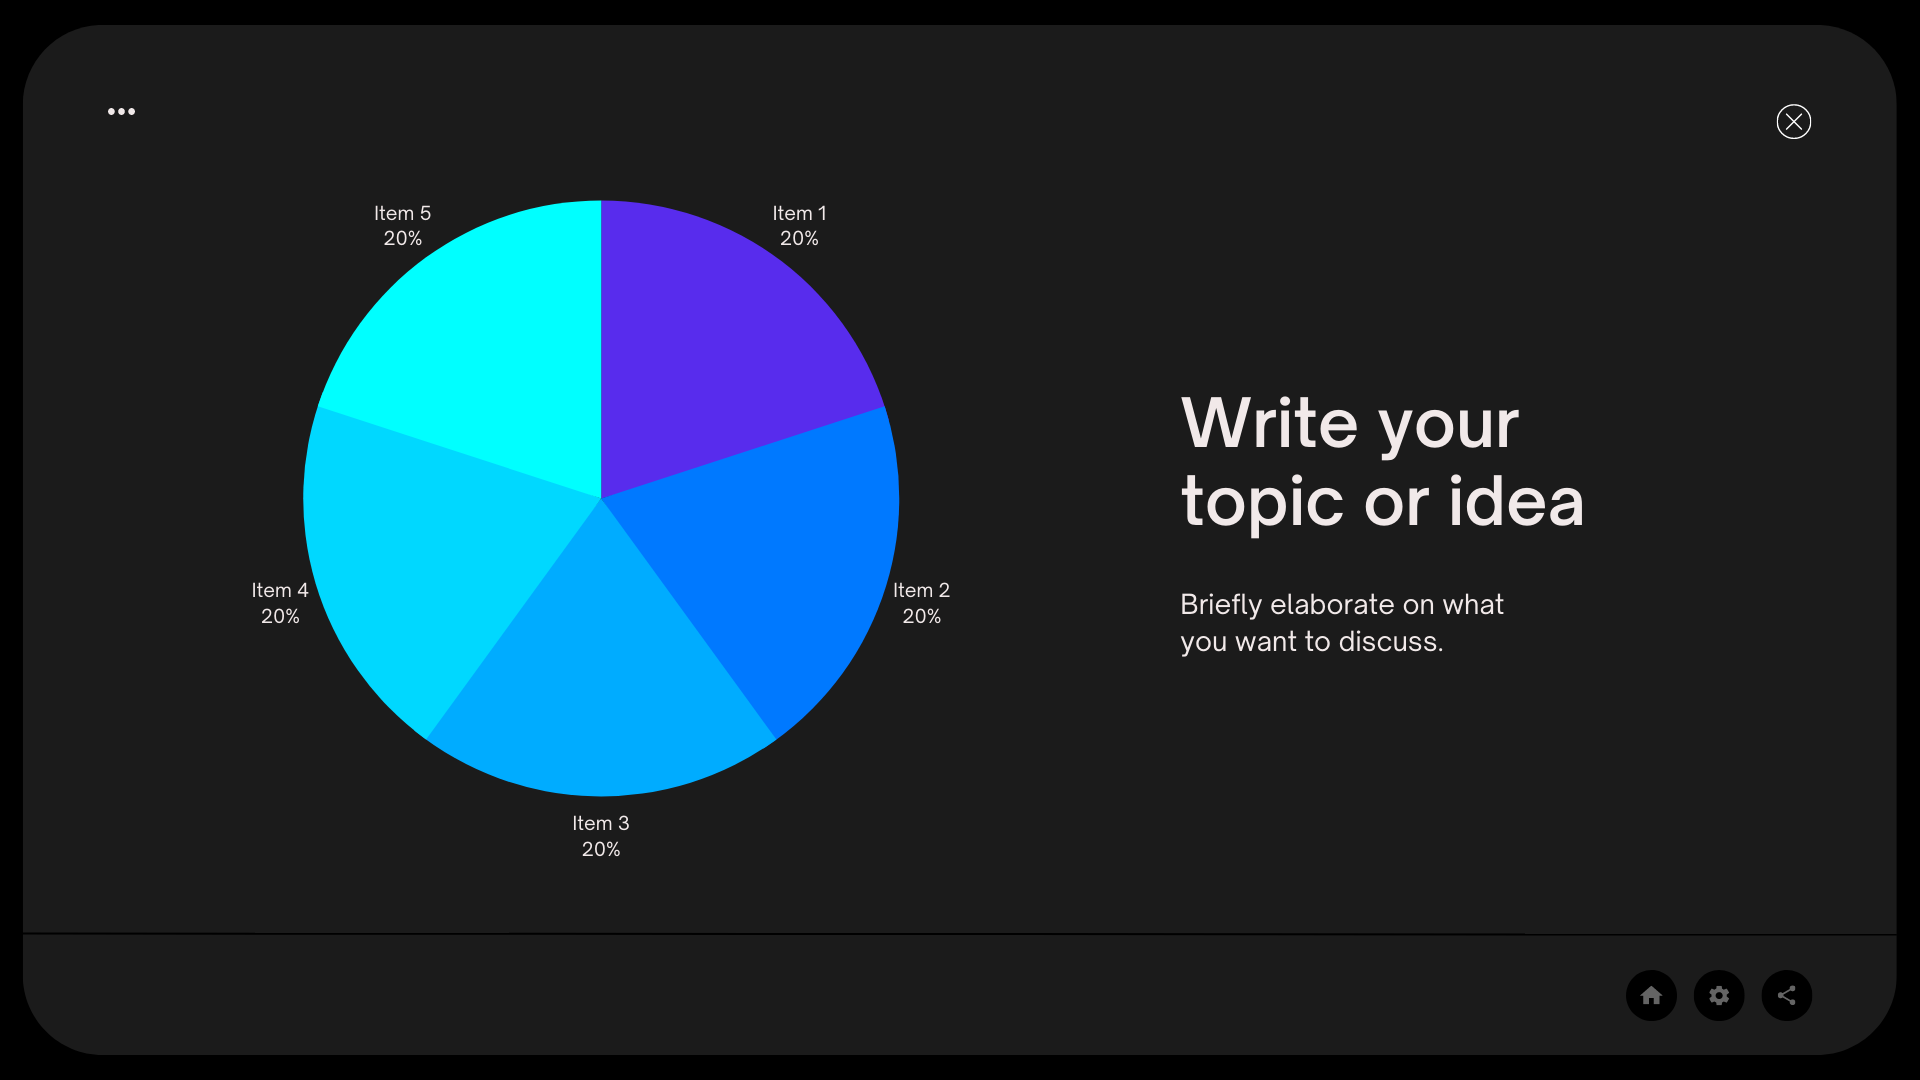 Item 5
20%
Item 1
20%
Item 4
20%
Item 2
20%
Item 3
20%
Write your
topic or idea
Briefly elaborate on what
you want to discuss.